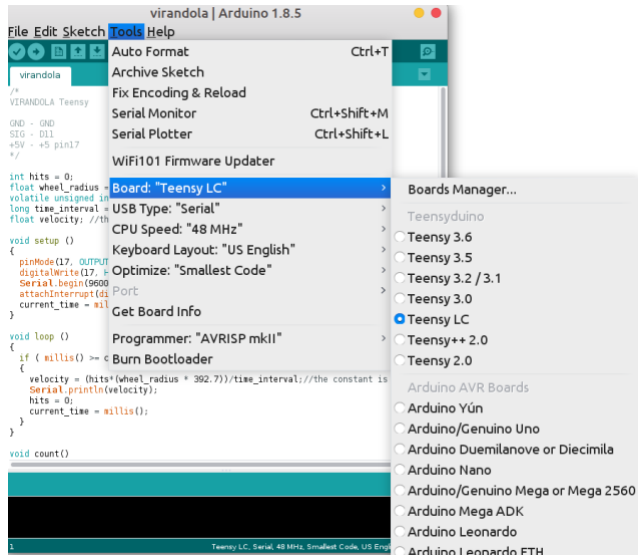 virandola | Arduino 1.8.5
File Edit Sketch Tools Help
virandola
/*
VIRANDOLA Teensy
GND - GND
SIG - D11
+5V - +5 pin17
*/
int hits = 0;
float wheel_radius =
volatile unsigned in
long time_interval =
float velocity; //th
void setup ()
{
pinMode(17, OUTPUT
digitalWrite(17, H
Serial.begin(9600
attachInterrupt(di
current_time = mil
}
void loop ()
{
if ( millis() >= c
{
velocity = (hits*(wheel_radius * 392.7))/time_interval;//the constant is
Serial.println(velocity);
hits = 0;
current_time = millis();
}
}
void count()
Auto Format Ctrl+T
Archive Sketch
Fix Encoding & Reload
Serial Monitor Ctrl+Shift+M
Serial Plotter Ctrl+Shift+L
WiFi101 Firmware Updater
Board: "Teensy LC"
USB Type: "Serial"
CPU Speed: "48 MHz"
Keyboard Layout: "US English"
Optimize: "Smallest Code"
Port
Get Board Info
Programmer: "AVRISP mkII"
Burn Bootloader
Boards Manager...
Teensyduino
Teensy 3.6
Teensy 3.5
Teensy 3.2 / 3.1
Teensy 3.0
Teensy LC
Teensy++ 2.0
Teensy 2.0
Arduino AVR Boards
Arduino Yún
Arduino/Genuino Uno
Arduino Duemilanove or Diecimila
Arduino Nano
Arduino/Genuino Mega or Mega 2560
Arduino Mega ADK
Arduino Leonardo
Arduino Leonardo ETH
1 Teensy LC, Serial, 48 MHz, Smallest Code, US Engl